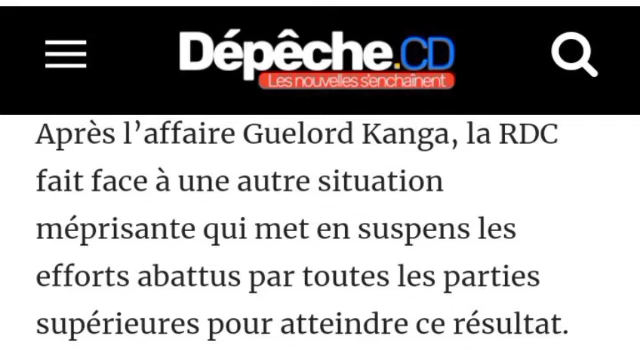 Dépêche.CD
Les nouvelles s'enchaînent
Après l’affaire Guelord Kanga, la RDC
fait face à une autre situation
méprisante qui met en suspens les
efforts abattus par toutes les parties
supérieures pour atteindre ce résultat.